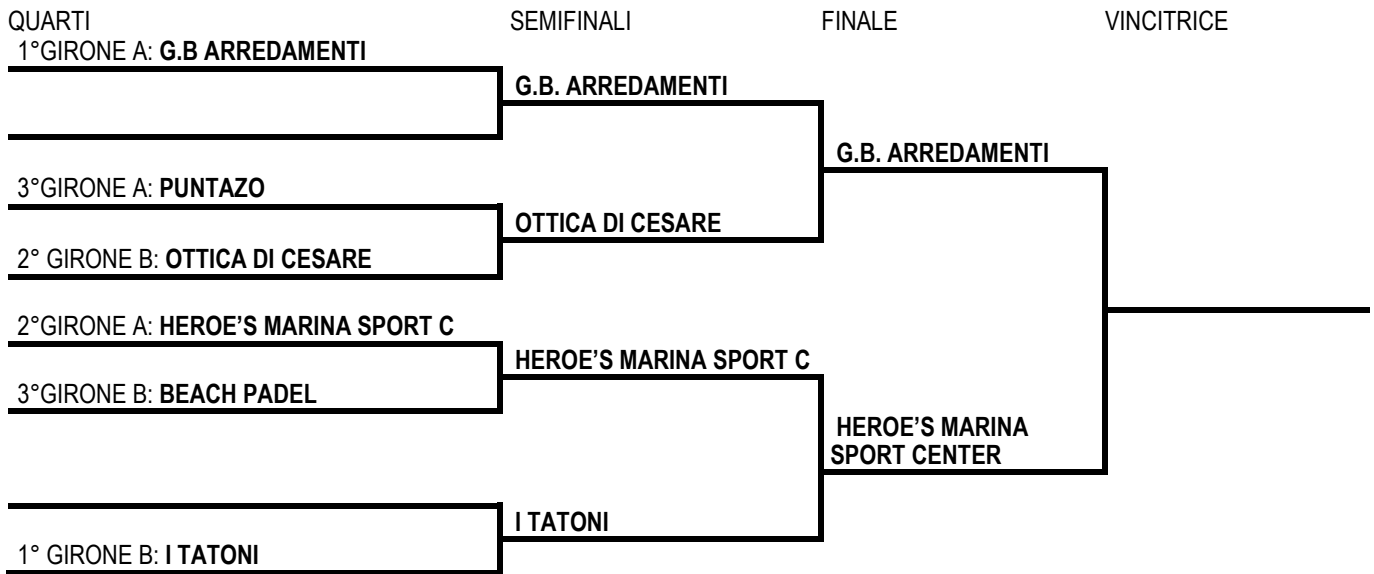 QUARTI SEMIFINALI FINALE VINCITRICE
1°GIRONE A: G.B ARREDAMENTI
G.B. ARREDAMENTI
G.B. ARREDAMENTI
3°GIRONE A: PUNTAZO
OTTICA DI CESARE
2° GIRONE B: OTTICA DI CESARE
2°GIRONE A: HEROE'S MARINA SPORT C
HEROE'S MARINA SPORT C
3°GIRONE B: BEACH PADEL
HEROE'S MARINA
SPORT CENTER
I TATONI
1° GIRONE B: I TATONI